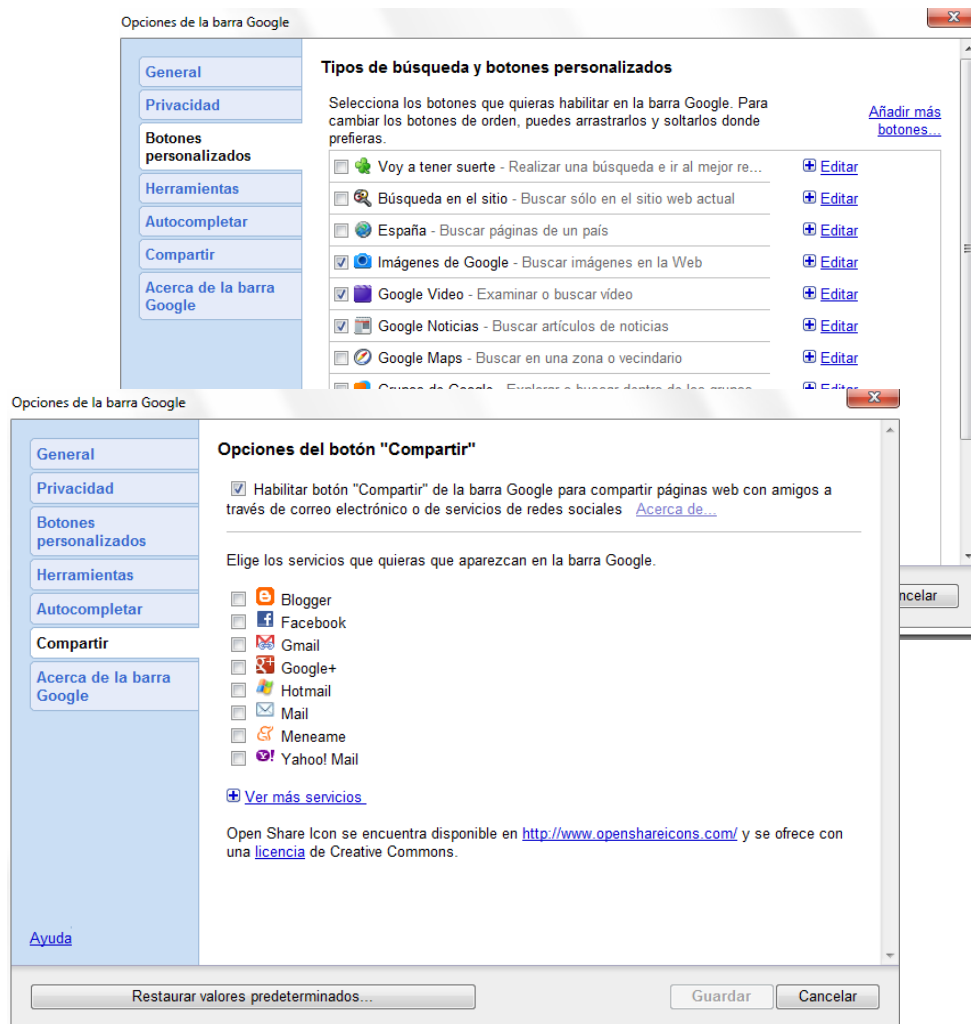 Opciones de la barra Google
General
Privacidad
Botones
personalizados
Herramientas
Autocompletar
Compartir
Acerca de la barra
Google
Tipos de búsqueda y botones personalizados
Selecciona los botones que quieras habilitar en la barra Google. Para
cambiar los botones de orden, puedes arrastrarlos y soltarlos donde
prefieras.
Añadir más
botones...
Voy a tener suerte - Realizar una búsqueda e ir al mejor re... Editar
Búsqueda en el sitio - Buscar sólo en el sitio web actual Editar
España - Buscar páginas de un país Editar
Imágenes de Google - Buscar imágenes en la Web Editar
Google Video - Examinar o buscar vídeo Editar
Google Noticias - Buscar artículos de noticias Editar
Google Maps - Buscar en una zona o vecindario Editar
Grupos de Google - Explorar o buscar dentro de los grupos Editar
ncelar
Opciones de la barra Google
General
Privacidad
Botones
personalizados
Herramientas
Autocompletar
Compartir
Acerca de la barra
Google
Ayuda
Opciones del botón "Compartir"
Habilitar botón "Compartir" de la barra Google para compartir páginas web con amigos a
través de correo electrónico o de servicios de redes sociales Acerca de...
Elige los servicios que quieras que aparezcan en la barra Google.
Blogger
Facebook
Gmail
Google+
Hotmail
Mail
Meneame
Yahoo! Mail
Ver más servicios
Open Share Icon se encuentra disponible en http://www.openshareicons.com/ y se ofrece con
una licencia de Creative Commons.
Restaurar valores predeterminados...
Guardar
Cancelar